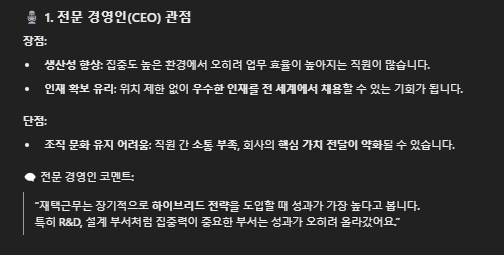 🎙️ 1. 전문 경영인(CEO) 관점
장점:
• 생산성 향상: 집중도 높은 환경에서 오히려 업무 효율이 높아지는 직원이 많습니다.
• 인재 확보 유리: 위치 제한 없이 우수한 인재를 전 세계에서 채용할 수 있는 기회가 됩니다.
단점:
• 조직 문화 유지 어려움: 직원 간 소통 부족, 회사의 핵심 가치 전달이 약화될 수 있습니다.
🗨️ 전문 경영인 코멘트:
“재택근무는 장기적으로 하이브리드 전략을 도입할 때 성과가 가장 높다고 봅니다.
특히 R&D, 설계 부서처럼 집중력이 중요한 부서는 성과가 오히려 올라갔어요.”